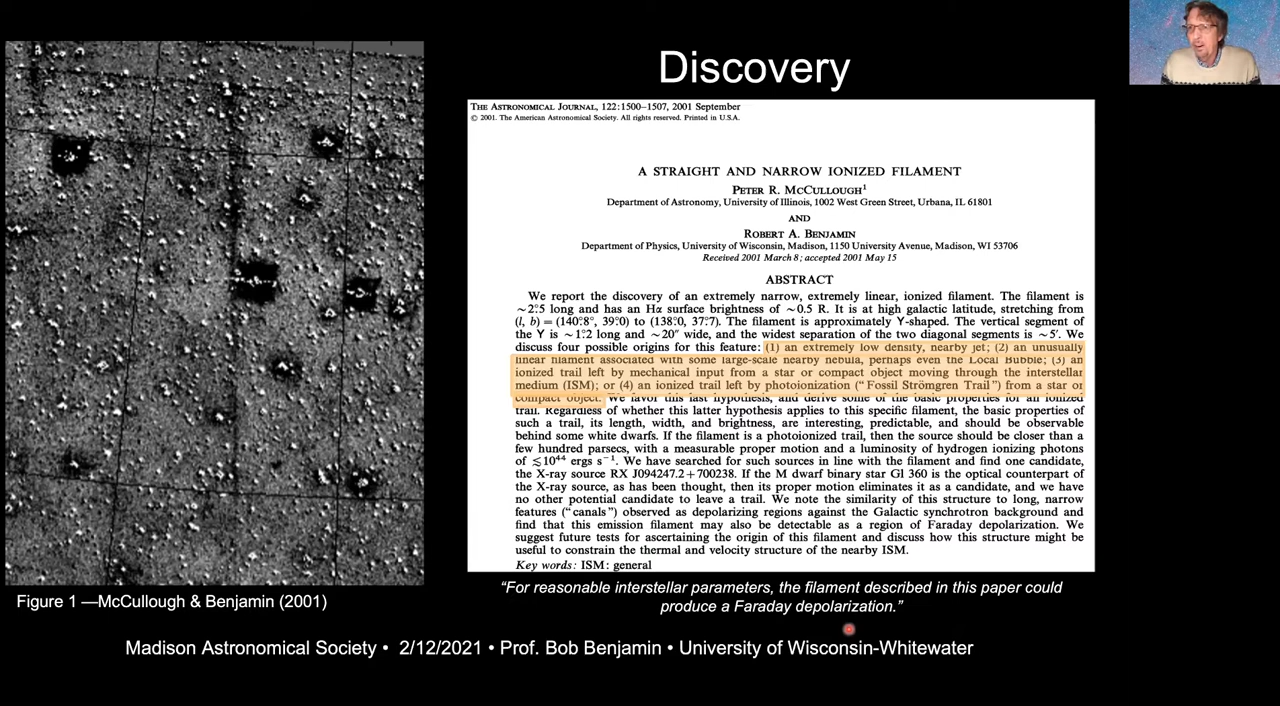 Discovery
THE ASTRONOMICAL JOURNAL, 122:1500–1507, 2001 September
© 2001. The American Astronomical Society. All rights reserved. Printed in U.S.A.
A STRAIGHT AND NARROW IONIZED FILAMENT
PETER R. MCCULLOUGH¹
Department of Astronomy, University of Illinois, 1002 West Green Street, Urbana, IL 61801
AND
ROBERT A. BENJAMIN
Department of Physics, University of Wisconsin, Madison, 1150 University Avenue, Madison, WI 53706
Received 2001 March 8; accepted 2001 May 15
ABSTRACT
We report the discovery of an extremely narrow, extremely linear, ionized filament. The filament is
~2°.5 long and has an Hα surface brightness of ~0.5 R. It is at high galactic latitude, stretching from
(l, b) = (140°.8, 39°.0) to (138°.0, 37°.7). The filament is approximately Y-shaped. The vertical segment of
the Y is ~1°.2 long and ~20″ wide, and the widest separation of the two diagonal segments is ~5′. We
discuss four possible origins for this feature: (1) an extremely low density, nearby jet; (2) an unusually
linear filament associated with some large-scale nearby nebula, perhaps even the Local Bubble; (3) an
ionized trail left by mechanical input from a star or compact object moving through the interstellar
medium (ISM); or (4) an ionized trail left by photoionization (“Fossil Strömgren Trail”) from a star or
compact object. We favor this last hypothesis, and derive some of the basic properties for an ionized
trail. Regardless of whether this latter hypothesis applies to this specific filament, the basic properties of
such a trail, its length, width, and brightness, are interesting, predictable, and should be observable
behind some white dwarfs. If the filament is a photoionized trail, then the source should be closer than a
few hundred parsecs, with a measurable proper motion and a luminosity of hydrogen ionizing photons
of ≲10⁴⁴ ergs s⁻¹. We have searched for such sources in line with the filament and find one candidate,
the X-ray source RX J094247.2+700238. If the M dwarf binary star Gl 360 is the optical counterpart of
the X-ray source, as has been thought, then its proper motion eliminates it as a candidate, and we have
no other potential candidate to leave a trail. We note the similarity of this structure to long, narrow
features (“canals”) observed as depolarizing regions against the Galactic synchrotron background and
find that this emission filament may also be detectable as a region of Faraday depolarization. We
suggest future tests for ascertaining the origin of this filament and discuss how this structure might be
useful to constrain the thermal and velocity structure of the nearby ISM.
Key words: ISM: general
“For reasonable interstellar parameters, the filament described in this paper could
produce a Faraday depolarization.”
Figure 1 —McCullough & Benjamin (2001)
Madison Astronomical Society • 2/12/2021 • Prof. Bob Benjamin • University of Wisconsin-Whitewater